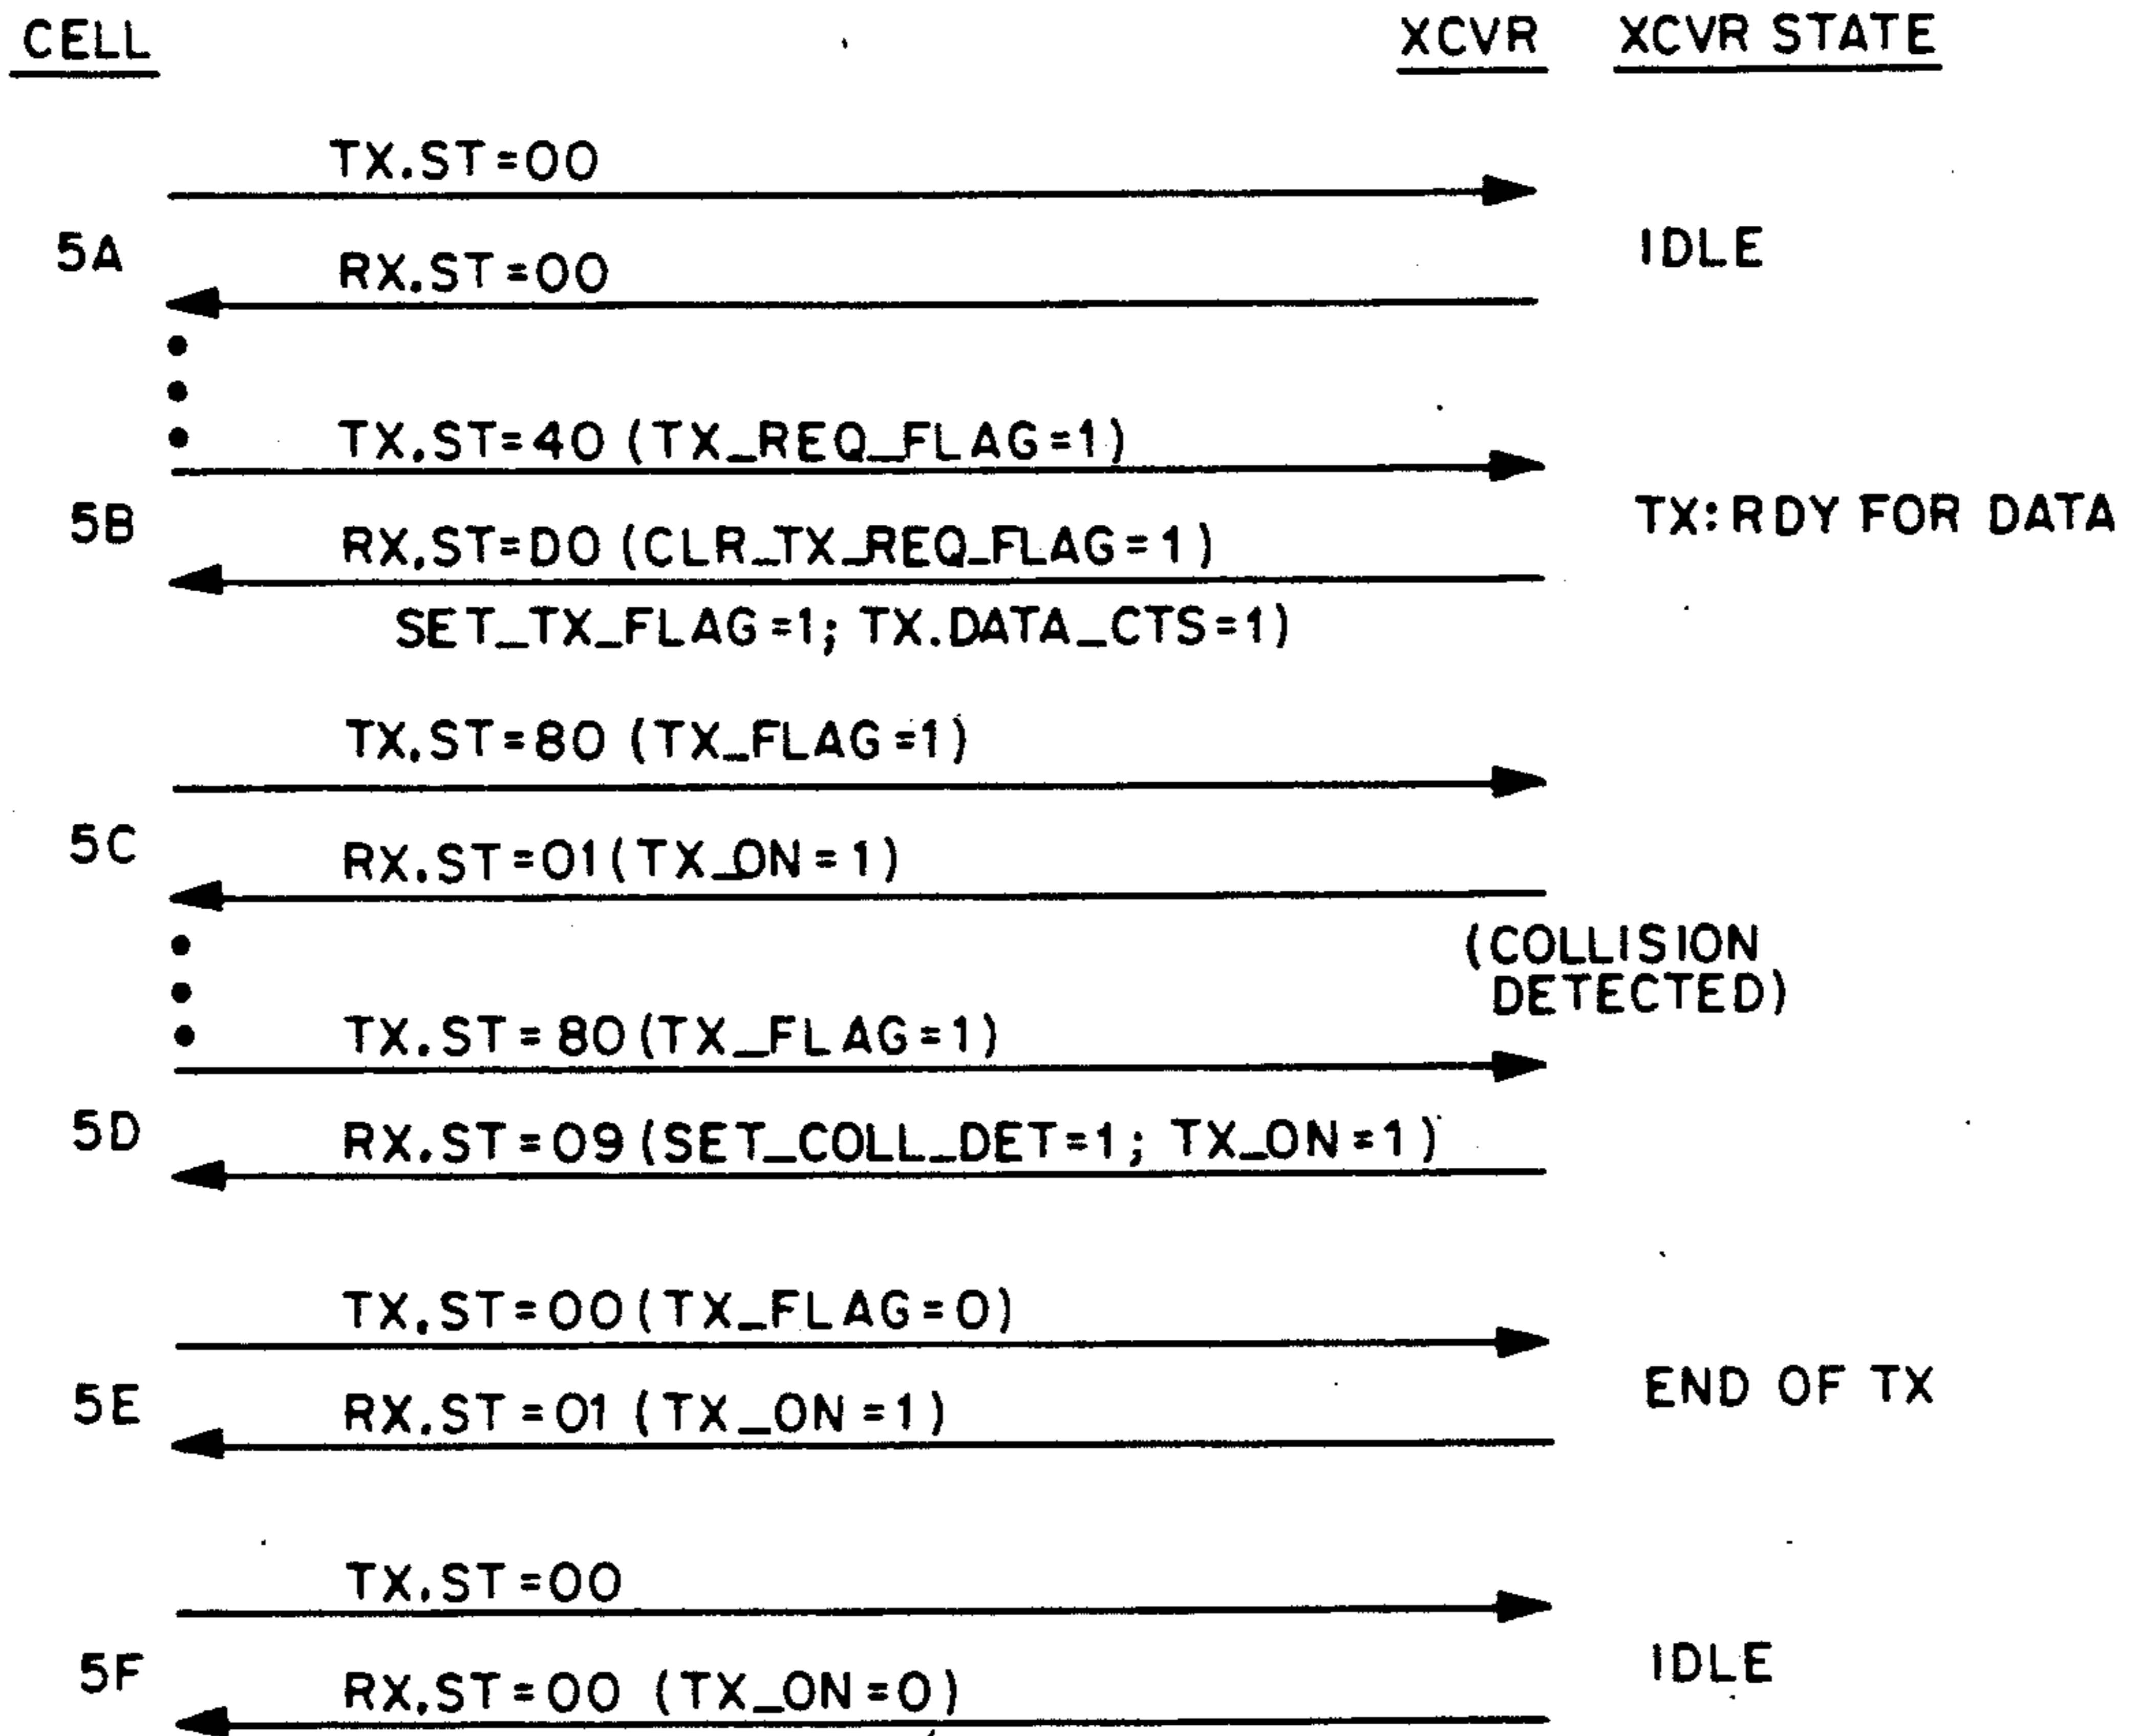 CELL XCVR XCVR STATE
TX.ST=00
5A IDLE
RX.ST=00
TX.ST=40 (TX_REQ_FLAG=1)
5B TX:RDY FOR DATA
RX.ST=D0 (CLR_TX_REQ_FLAG=1)
SET_TX_FLAG=1; TX.DATA_CTS=1)
TX.ST=80 (TX_FLAG=1)
5C
RX.ST=01(TX_ON=1)
(COLLISION
DETECTED)
TX.ST=80(TX_FLAG=1)
5D
RX.ST=09(SET_COLL_DET=1; TX_ON=1)
TX.ST=00(TX_FLAG=0)
5E END OF TX
RX.ST=01 (TX_ON=1)
TX.ST=00
5F IDLE
RX.ST=00 (TX_ON=0)